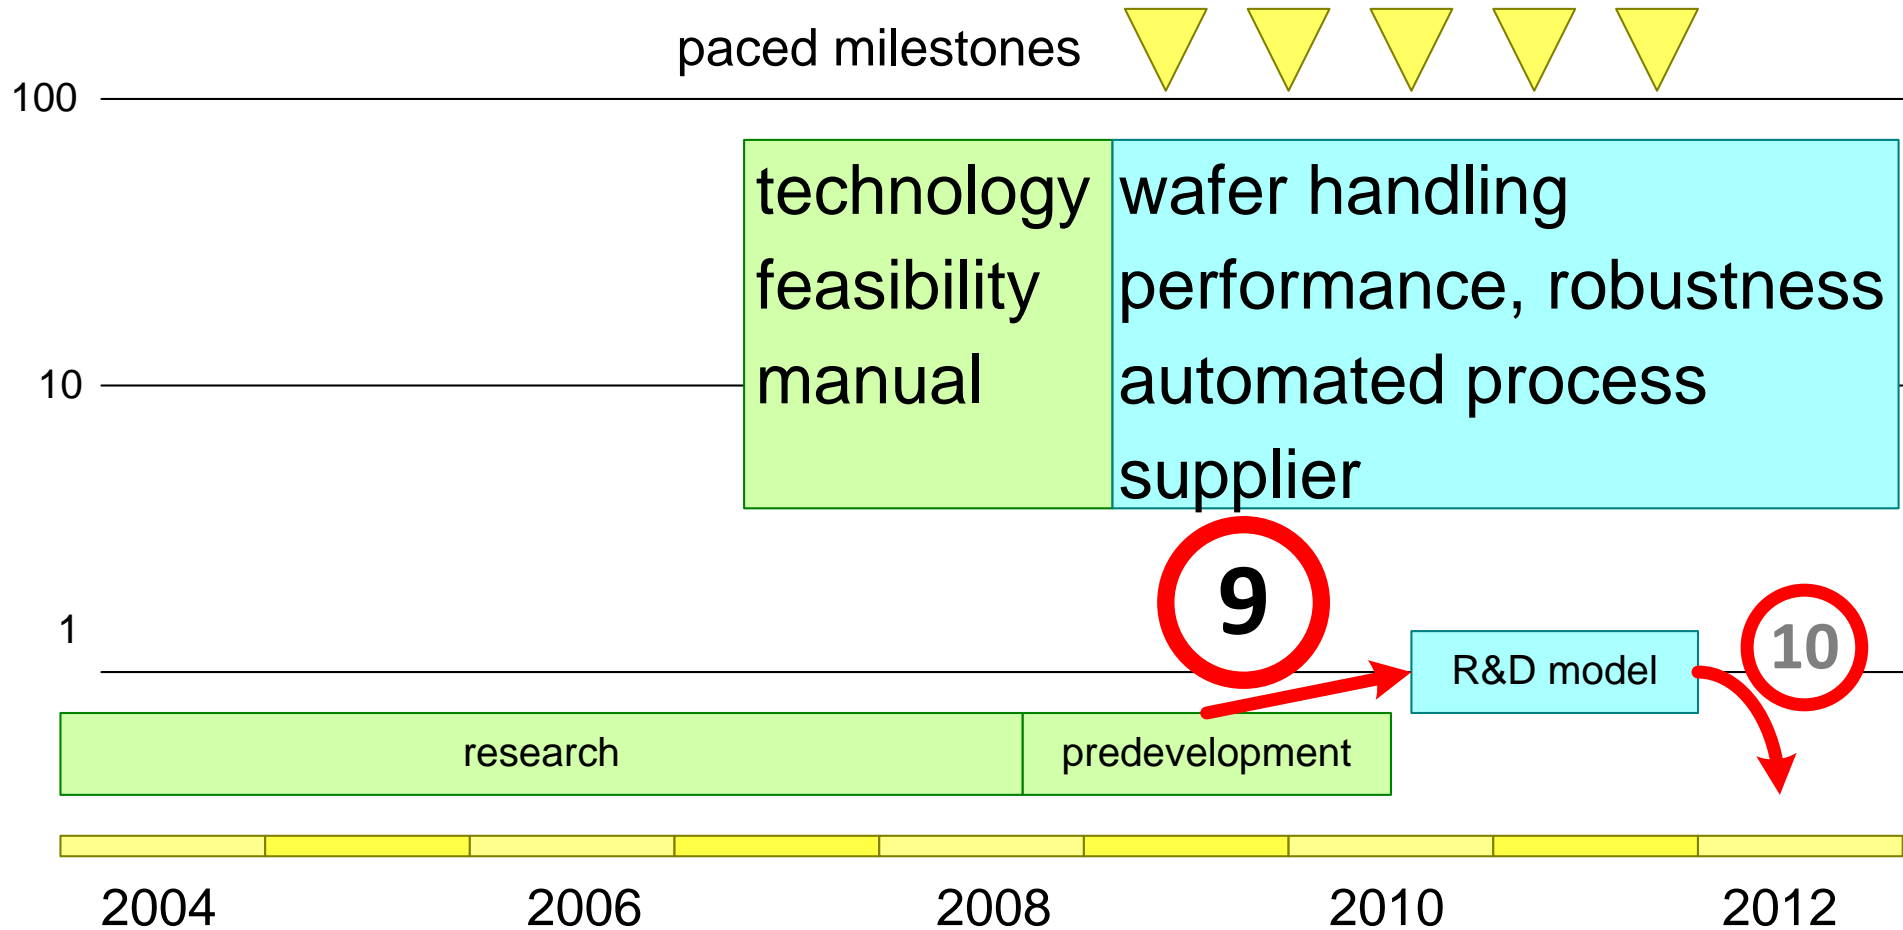 paced milestones
100
technology
feasibility
manual
wafer handling
performance, robustness
automated process
supplier
10
9
1
10
R&D model
research
predevelopment
2004 2006 2008 2010 2012